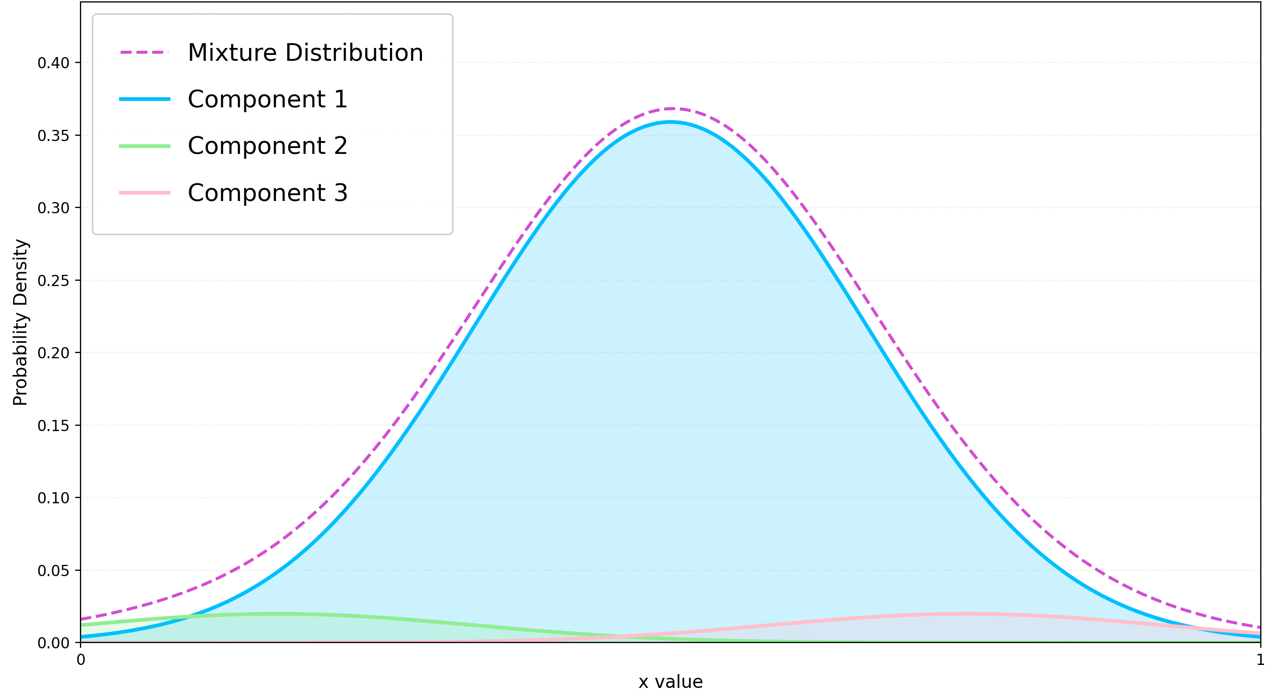 Mixture Distribution
Component 1
Component 2
Component 3
Probability Density
0.40
0.35
0.30
0.25
0.20
0.15
0.10
0.05
0.00
0
1
x value